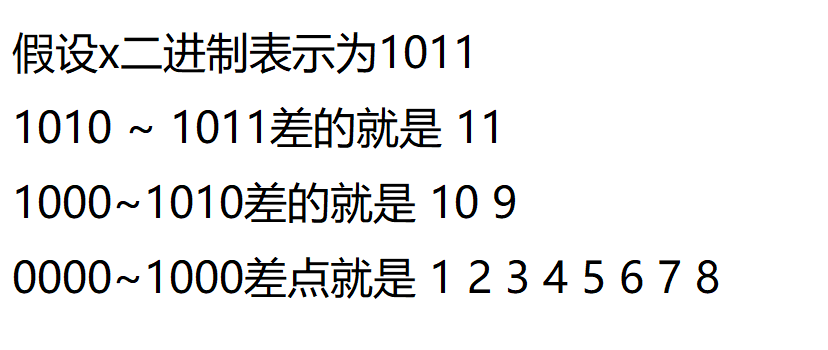 假设x二进制表示为1011
1010 ~ 1011差的就是 11
1000~1010差的就是 10 9
0000~1000差点就是 1 2 3 4 5 6 7 8